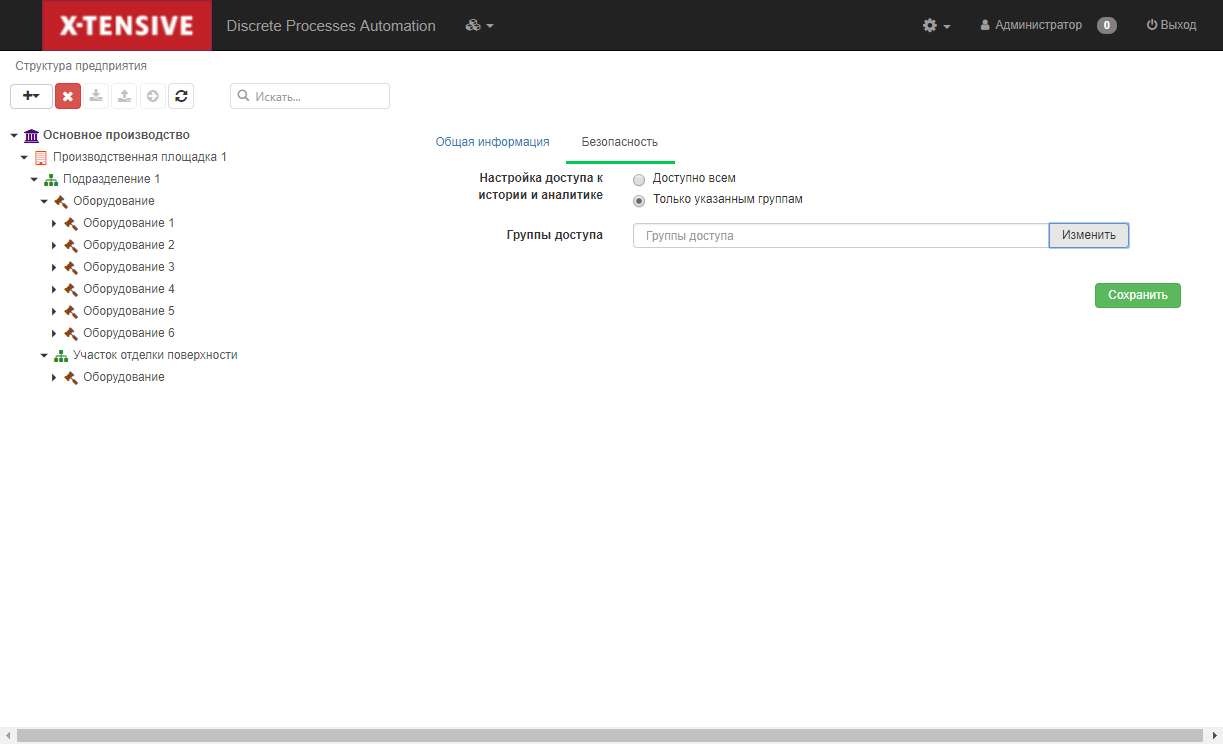 X-TENSIVE
Discrete Processes Automation
Администратор
0
Выход
Структура предприятия
Искать...
Основное производство
Производственная площадка 1
Подразделение 1
Оборудование
Оборудование 1
Оборудование 2
Оборудование 3
Оборудование 4
Оборудование 5
Оборудование 6
Участок отделки поверхности
Оборудование
Общая информация
Безопасность
Настройка доступа к
истории и аналитике
Доступно всем
Только указанным группам
Группы доступа
Группы доступа
Изменить
Сохранить